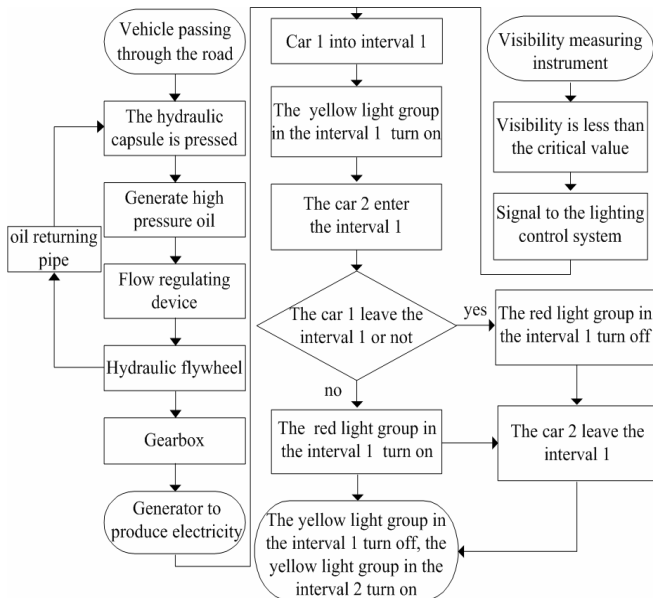 Vehicle passing
through the road
The hydraulic
capsule is pressed
Generate high
pressure oil
oil returning
pipe
Flow regulating
device
Hydraulic flywheel
Gearbox
Generator to
produce electricity
Car 1 into interval 1
The yellow light group
in the interval 1 turn on
The car 2 enter
the interval 1
The car 1 leave the
interval 1 or not
yes
no
The red light group in
the interval 1 turn on
The yellow light group in
the interval 1 turn off, the
yellow light group in the
interval 2 turn on
Visibility measuring
instrument
Visibility is less than
the critical value
Signal to the lighting
control system
The red light group in
the interval 1 turn off
The car 2 leave the
interval 1